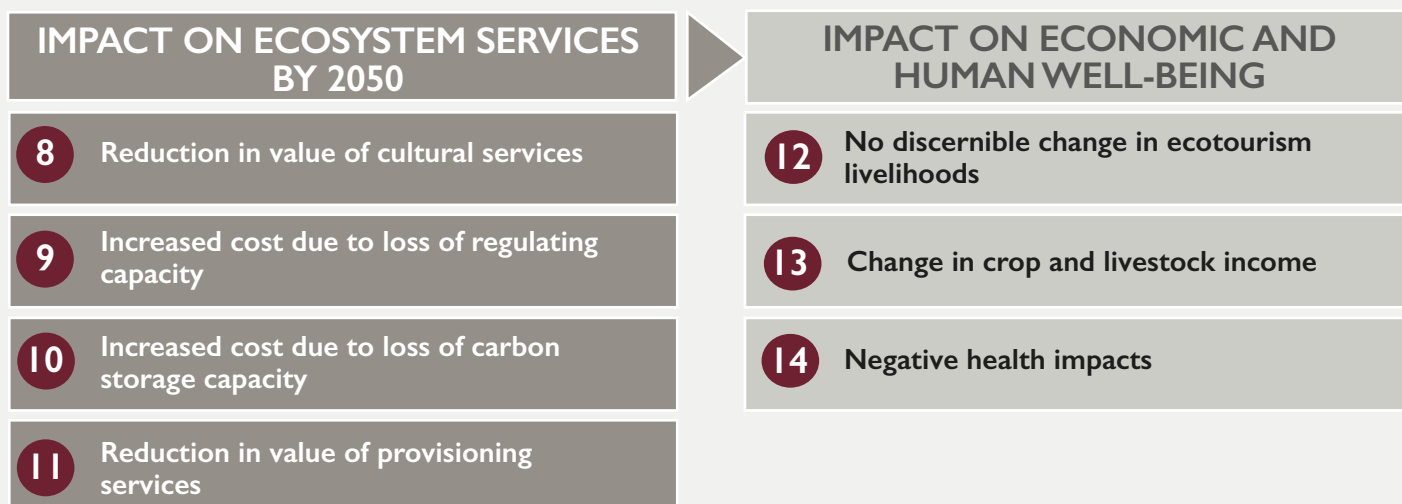 IMPACT ON ECOSYSTEM SERVICES
BY 2050
8
Reduction in value of cultural services
9
Increased cost due to loss of regulating
capacity
10
Increased cost due to loss of carbon
storage capacity
11
Reduction in value of provisioning
services
IMPACT ON ECONOMIC AND
HUMAN WELL-BEING
12
No discernible change in ecotourism
livelihoods
13
Change in crop and livestock income
14
Negative health impacts